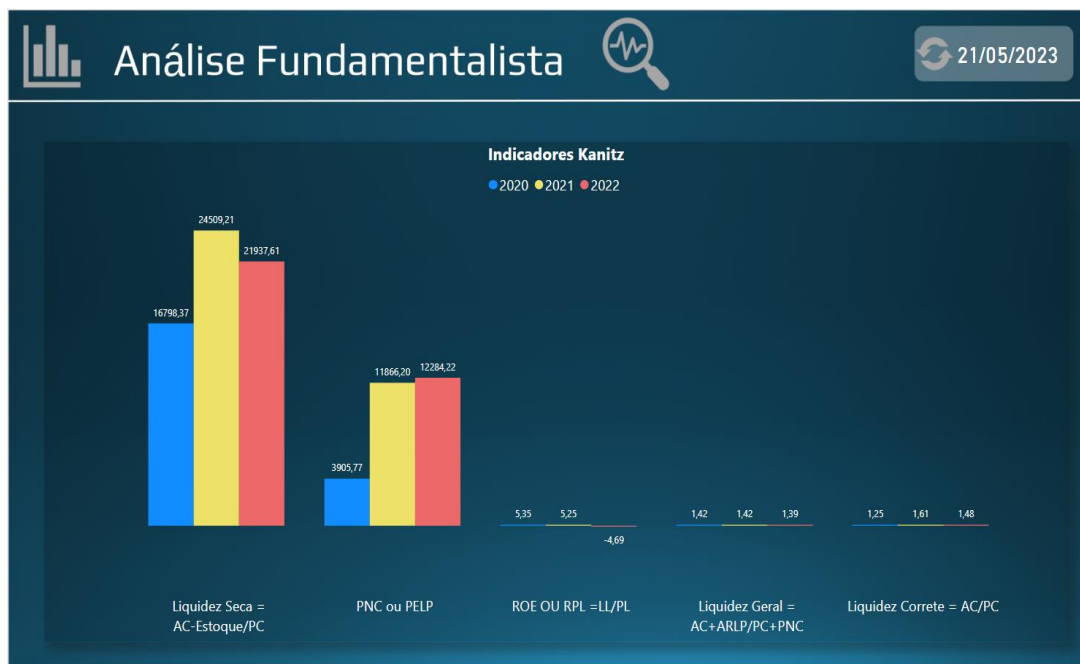 Análise Fundamentalista
21/05/2023
Indicadores Kanitz
2020 2021 2022
24509,21
21937,61
16798,37
11866,20
12284,22
3905,77
5,35
5,25
-4,69
1,42
1,42
1,39
1,25
1,61
1,48
Liquidez Seca =
AC-Estoque/PC
PNC ou PELP
ROE OU RPL =LL/PL
Liquidez Geral =
AC+ARLP/PC+PNC
Liquidez Correte = AC/PC